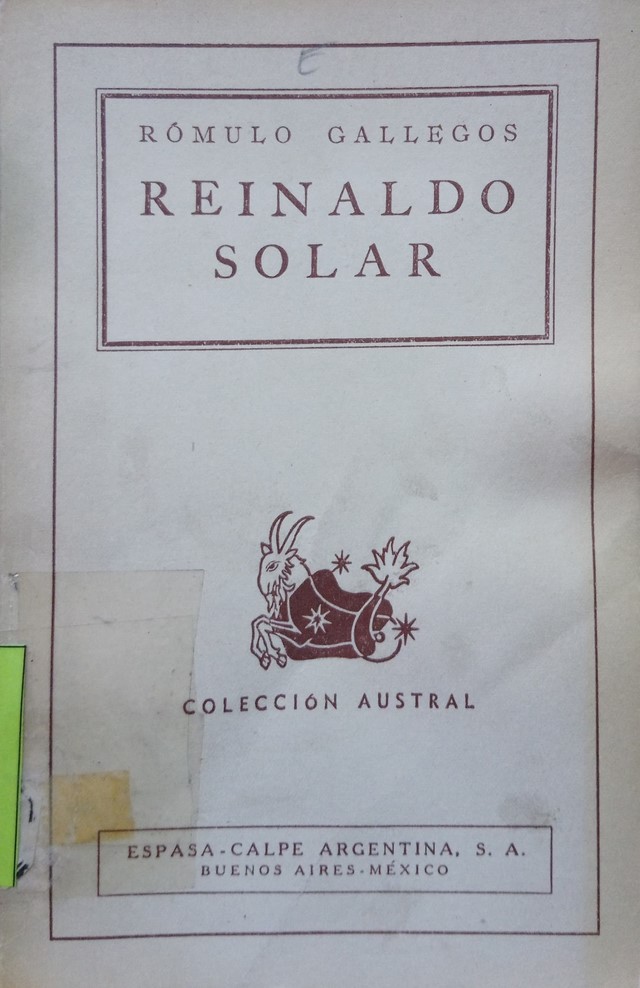 E
RÓMULO GALLEGOS
REINALDO
SOLAR
COLECCIÓN AUSTRAL
ESPASA-CALPE ARGENTINA, S. A.
BUENOS AIRES-MÉXICO